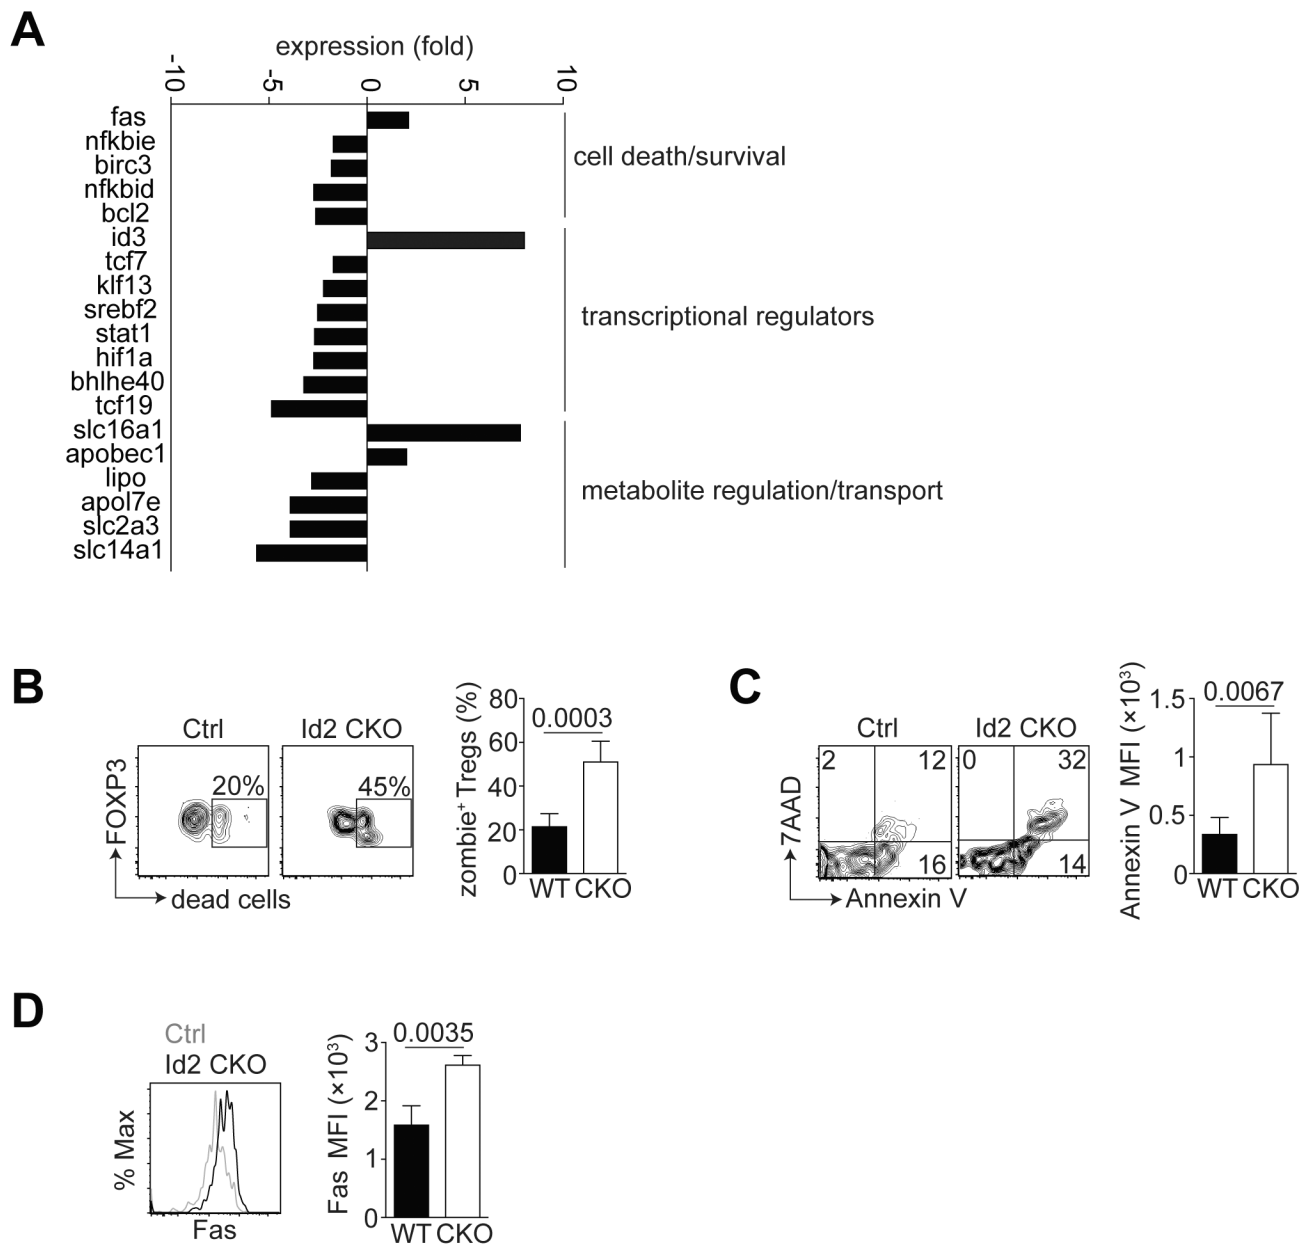 A
expression (fold)
-10 -5 0 5 10
fas
nfkbie
birc3
nfkbid
bcl2
cell death/survival
id3
tcf7
klf13
srebf2
stat1
hif1a
bhlhe40
tcf19
transcriptional regulators
slc16a1
apobec1
lipo
apol7e
slc2a3
slc14a1
metabolite regulation/transport
B
Ctrl
Id2 CKO
20%
45%
FOXP3
dead cells
zombie+ Tregs (%)
80
60
40
20
0
0.0003
WT CKO
C
Ctrl
Id2 CKO
2 12
16
0 32
14
7AAD
Annexin V
Annexin V MFI (×10³)
1.5
1
0.5
0
0.0067
WT CKO
D
Ctrl
Id2 CKO
% Max
Fas
Fas MFI (×10³)
3
2
1
0
0.0035
WT CKO